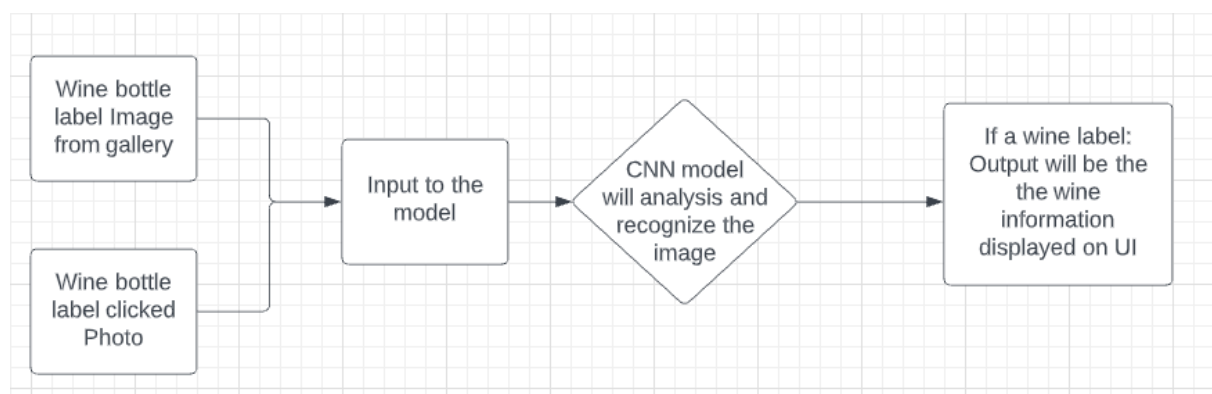 Wine bottle
label Image
from gallery
Wine bottle
label clicked
Photo
Input to the
model
CNN model
will analysis and
recognize the
image
If a wine label:
Output will be the
the wine
information
displayed on UI